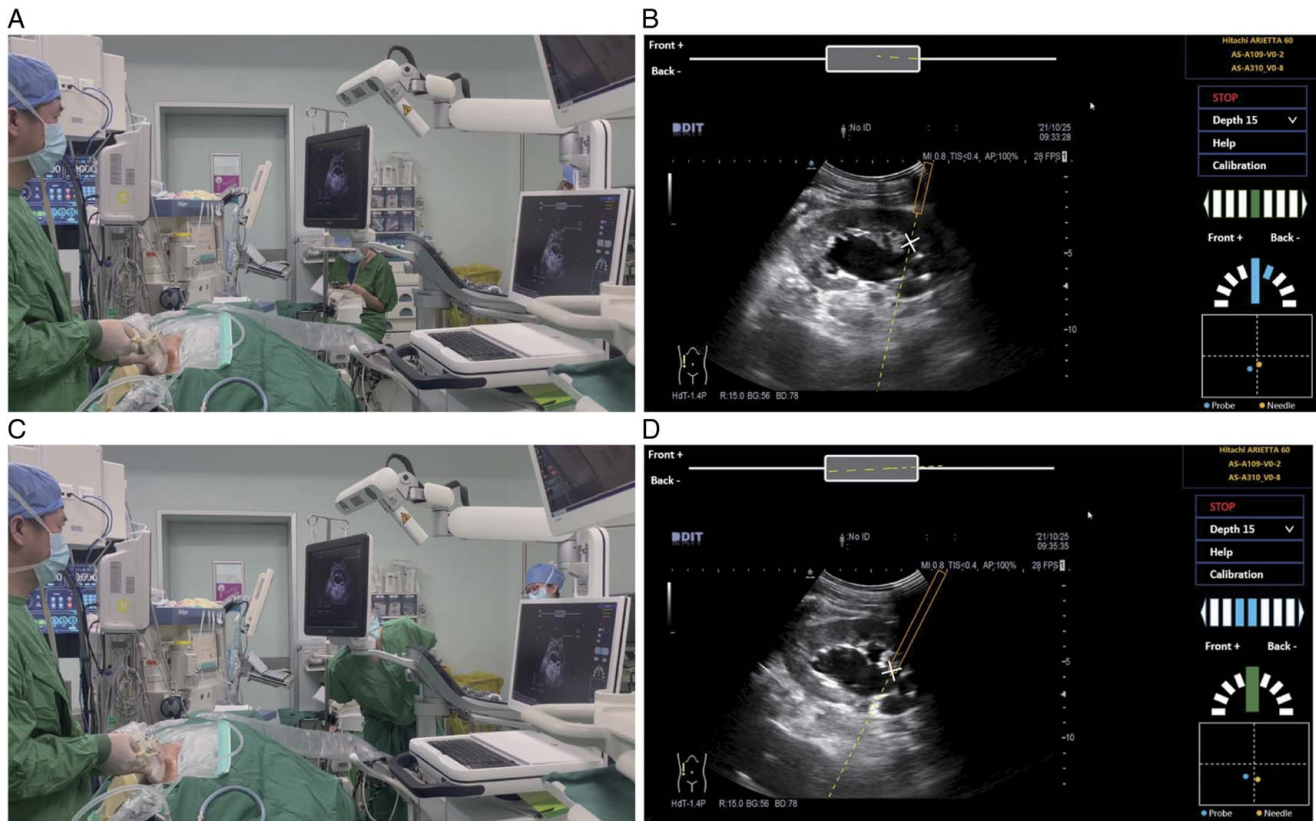 A
B
Front +
Back -
Hitachi ARIETTA 60
AS-A109-V0-2
AS-A310_V0-8
STOP
Depth 15
Help
Calibration
DDIT
:No ID
: :
'21/10/25
09:33:28
MI 0.8 TIS<0.4 AP:100% 28 FPS 1
Front + Back -
-5
-10
HdT-1.4P R:15.0 BG:56 BD:78
Probe Needle
C
D
Front +
Back -
Hitachi ARIETTA 60
AS-A109-V0-2
AS-A310_V0-8
STOP
Depth 15
Help
Calibration
DDIT
:No ID
: :
'21/10/25
09:35:35
MI 0.8 TIS<0.4 AP:100% 28 FPS 1
Front + Back -
-5
-10
HdT-1.4P R:15.0 BG:56 BD:78
Probe Needle